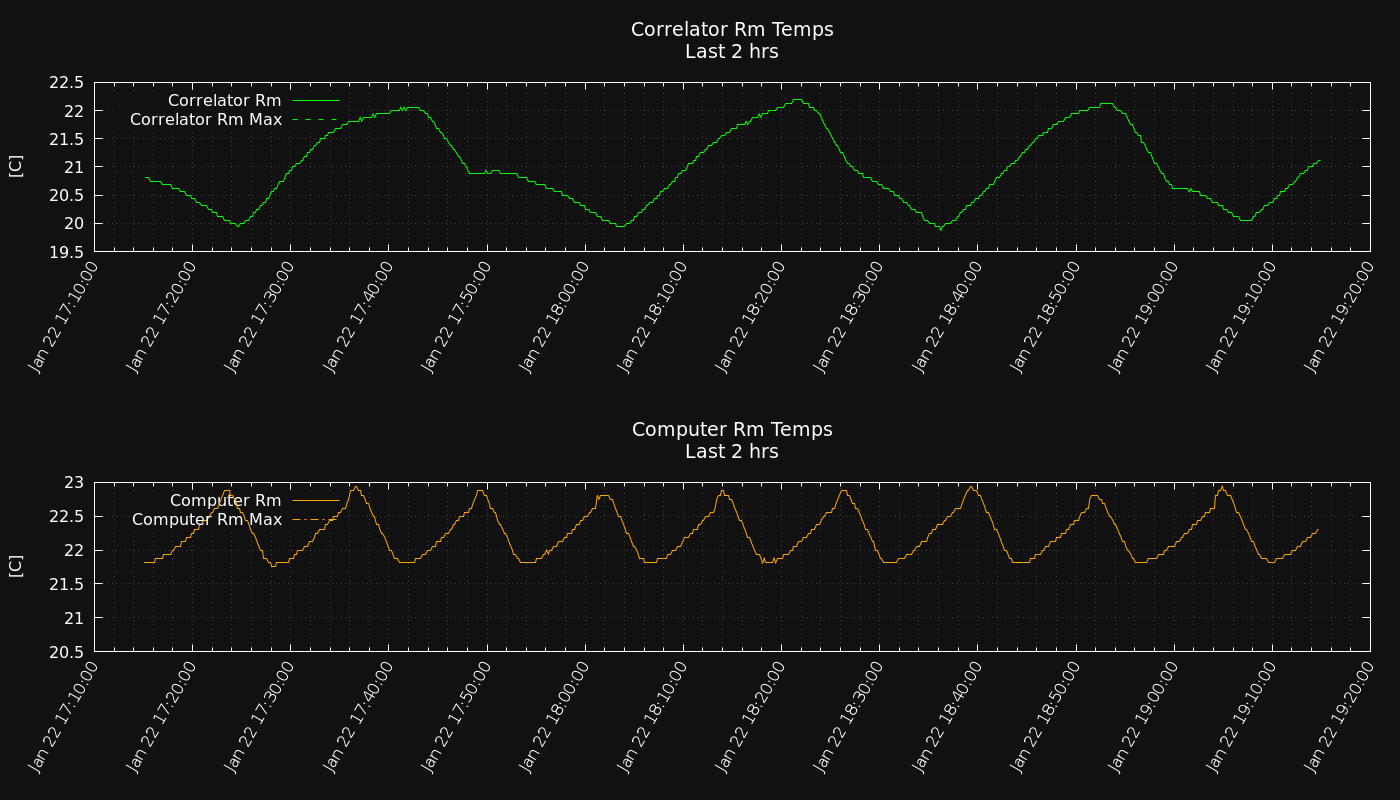 Correlator Rm Temps
Last 2 hrs
22.5
22
21.5
21
20.5
20
19.5
[C]
Correlator Rm
Correlator Rm Max
Jan 22 17:10:00
Jan 22 17:20:00
Jan 22 17:30:00
Jan 22 17:40:00
Jan 22 17:50:00
Jan 22 18:00:00
Jan 22 18:10:00
Jan 22 18:20:00
Jan 22 18:30:00
Jan 22 18:40:00
Jan 22 18:50:00
Jan 22 19:00:00
Jan 22 19:10:00
Jan 22 19:20:00
Computer Rm Temps
Last 2 hrs
23
22.5
22
21.5
21
20.5
[C]
Computer Rm
Computer Rm Max
Jan 22 17:10:00
Jan 22 17:20:00
Jan 22 17:30:00
Jan 22 17:40:00
Jan 22 17:50:00
Jan 22 18:00:00
Jan 22 18:10:00
Jan 22 18:20:00
Jan 22 18:30:00
Jan 22 18:40:00
Jan 22 18:50:00
Jan 22 19:00:00
Jan 22 19:10:00
Jan 22 19:20:00